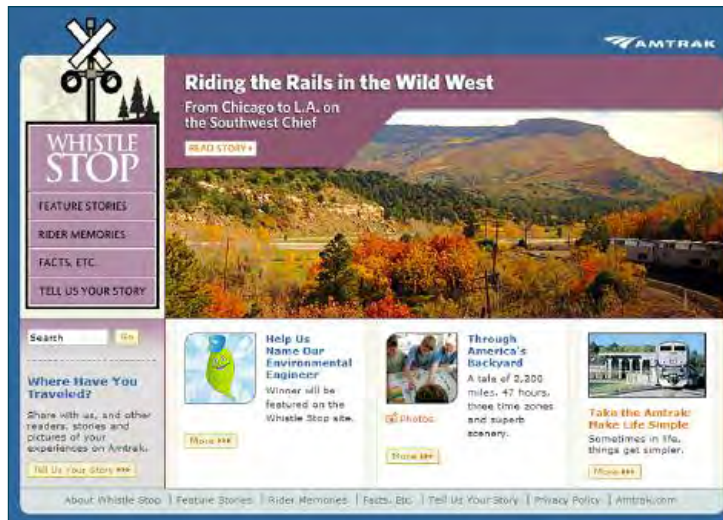 AMTRAK
Riding the Rails in the Wild West
From Chicago to L.A. on
the Southwest Chief
READ STORY
WHISTLE
STOP
FEATURE STORIES
RIDER MEMORIES
FACTS, ETC.
TELL US YOUR STORY
Search
Go
Where Have You
Traveled?
Share with us, and other
readers, stories and
pictures of your
experiences on Amtrak.
Tell Us Your Story
Help Us
Name Our
Environmental
Engineer
Winner will be
featured on the
Whistle Stop site.
More
Through
America's
Backyard
A tale of 2,200
miles, 47 hours,
three time zones
and superb
scenery.
Photos
More
Take the Amtrak
Make Life Simple
Sometimes in life,
things get simpler.
More
About Whistle Stop | Feature Stories | Rider Memories | Facts, Etc. | Tell Us Your Story | Privacy Policy | Amtrak.com